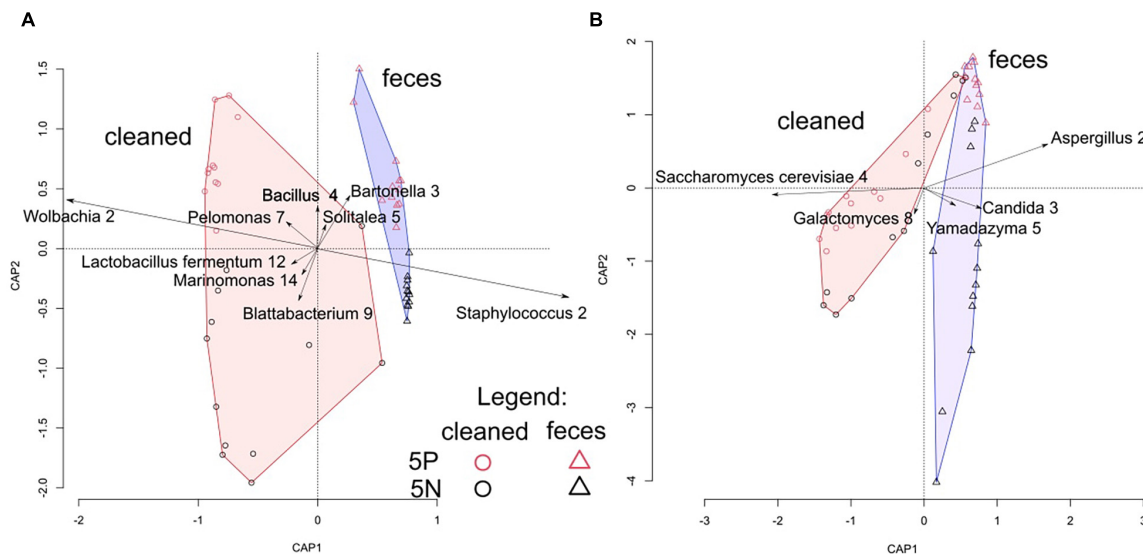 A
B
feces
cleaned
Bacillus 4
Bartonella 3
Wolbachia 2
Pelomonas 7
Solitalea 5
Lactobacillus fermentum 12
Marinomonas 14
Blattabacterium 9
Staphylococcus 2
1.5
1.0
0.5
0.0
-0.5
-1.0
-1.5
-2.0
CAP2
-2
-1
0
1
CAP1
Legend:
cleaned feces
5P
5N
feces
cleaned
Aspergillus 2
Saccharomyces cerevisiae 4
Candida 3
Galactomyces 8
Yamadazyma 5
2
1
0
-1
-2
-3
-4
CAP2
-3
-2
-1
0
1
2
3
CAP1